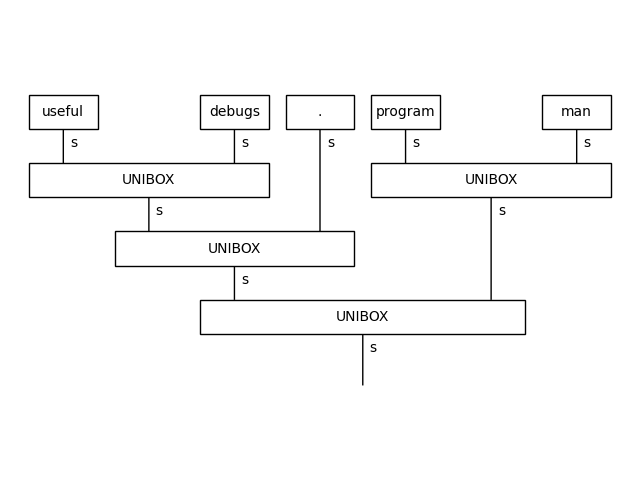 useful debugs . program man
s s s s s
UNIBOX UNIBOX
s s
UNIBOX
s
UNIBOX
s